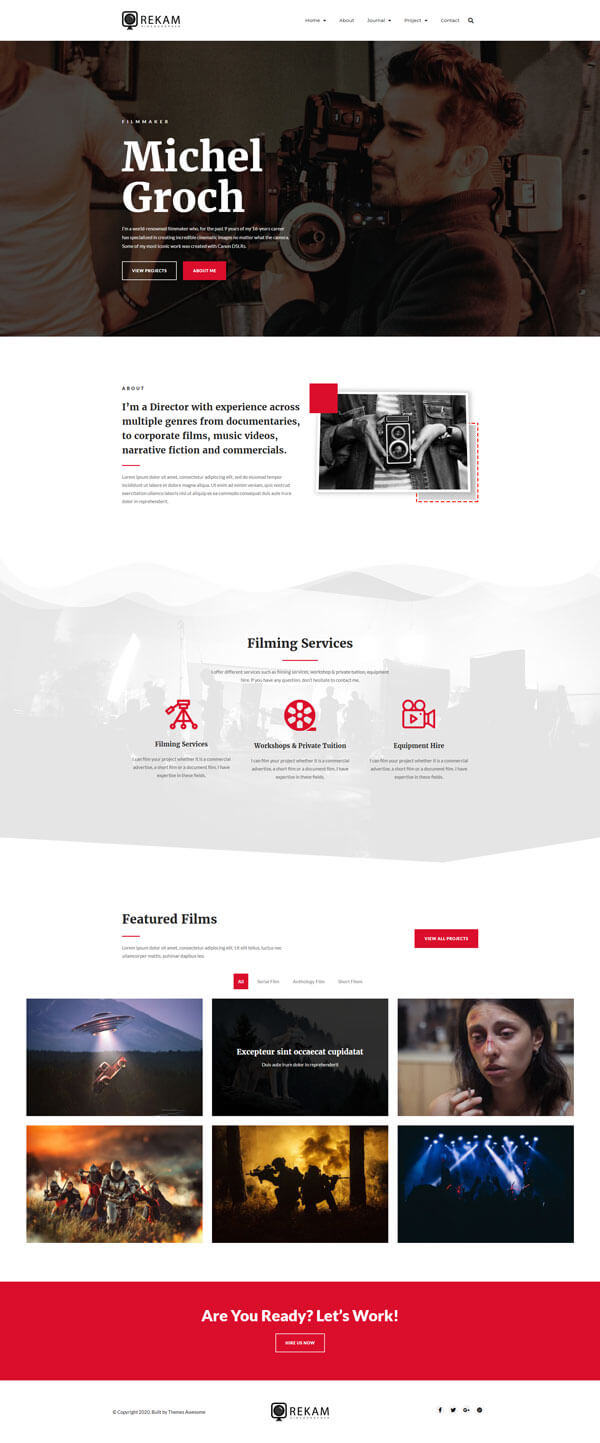 REKAM
VIDEOGRAPHER
Home About Journal Project Contact
FILMMAKER
Michel
Groch
I'm a world-renowned filmmaker who, for the past 9 years of my 16-years career
has specialized in creating incredible cinematic images no matter what the camera.
Some of my most iconic work was created with Canon DSLRs.
VIEW PROJECTS ABOUT ME
ABOUT
I'm a Director with experience across
multiple genres from documentaries,
to corporate films, music videos,
narrative fiction and commercials.
Lorem ipsum dolor sit amet, consectetur adipiscing elit, sed do eiusmod tempor
incididunt ut labore et dolore magna aliqua. Ut enim ad minim veniam, quis nostrud
exercitation ullamco laboris nisi ut aliquip ex ea commodo consequat duis aute irure
dolor in reprehenderit.
Filming Services
I offer different services such as filming services, workshop & private tuition, equipment
hire. If you have any question, don't hesitate to contact me.
Filming Services
I can film your project whether it is a commercial
advertise, a short film or a document film. I have
expertise in these fields.
Workshops & Private Tuition
I can film your project whether it is a commercial
advertise, a short film or a document film. I have
expertise in these fields.
Equipment Hire
I can film your project whether it is a commercial
advertise, a short film or a document film. I have
expertise in these fields.
Featured Films
Lorem ipsum dolor sit amet, consectetur adipiscing elit. Ut elit tellus, luctus nec
ullamcorper mattis, pulvinar dapibus leo.
VIEW ALL PROJECTS
All Serial Film Anthology Film Short Fllom
Excepteur sint occaecat cupidatat
Duis aute irure dolor in reprehenderit
Are You Ready? Let's Work!
HIRE US NOW
© Copyright 2020, Built by Themes Awesome
REKAM
VIDEOGRAPHER